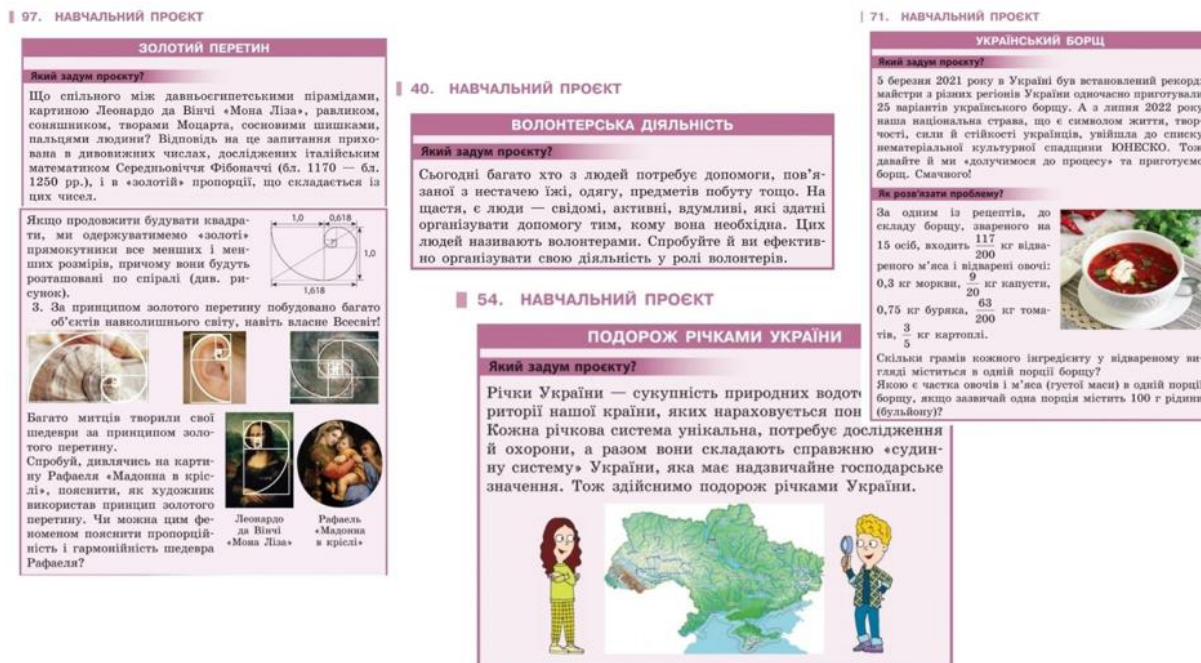 97. НАВЧАЛЬНИЙ ПРОЄКТ
ЗОЛОТИЙ ПЕРЕТИН
Який задум проєкту?
Що спільного між давньоєгипетськими пірамідами,
картиною Леонардо да Вінчі «Мона Ліза», равликом,
соняшником, творами Моцарта, сосновими шишками,
пальцями людини? Відповідь на це запитання прихо-
вана в дивовижних числах, досліджених італійським
математиком Середньовіччя Фібоначчі (бл. 1170 — бл.
1250 рр.), і в «золотій» пропорції, що складається із
цих чисел.
Якщо продовжити будувати квадра-
ти, ми одержуватимемо «золоті»
прямокутники все менших і мен-
ших розмірів, причому вони будуть
розташовані по спіралі (див. ри-
сунок).
1,0 0,618
1,0
1,618
3. За принципом золотого перетину побудовано багато
об'єктів навколишнього світу, навіть власне Всесвіт!
Багато митців творили свої
шедеври за принципом золо-
того перетину.
Спробуй, дивлячись на карти-
ну Рафаеля «Мадонна в кріс-
лі», пояснити, як художник
використав принцип золотого
перетину. Чи можна цим фе-
номеном пояснити пропорцій-
ність і гармонійність шедевра
Рафаеля?
Леонардо
да Вінчі
«Мона Ліза»
Рафаель
«Мадонна
в кріслі»
40. НАВЧАЛЬНИЙ ПРОЄКТ
ВОЛОНТЕРСЬКА ДІЯЛЬНІСТЬ
Який задум проєкту?
Сьогодні багато хто з людей потребує допомоги, пов'я-
заної з нестачею їжі, одягу, предметів побуту тощо. На
щастя, є люди — свідомі, активні, вдумливі, які здатні
організувати допомогу тим, кому вона необхідна. Цих
людей називають волонтерами. Спробуйте й ви ефектив-
но організувати свою діяльність у ролі волонтерів.
54. НАВЧАЛЬНИЙ ПРОЄКТ
ПОДОРОЖ РІЧКАМИ УКРАЇНИ
Який задум проєкту?
Річки України — сукупність природних водото
риторії нашої країни, яких нараховується пон
Кожна річкова система унікальна, потребує дослідження
й охорони, а разом вони складають справжню «судин-
ну систему» України, яка має надзвичайне господарське
значення. Тож здійснимо подорож річками України.
71. НАВЧАЛЬНИЙ ПРОЄКТ
УКРАЇНСЬКИЙ БОРЩ
Який задум проєкту?
5 березня 2021 року в Україні був встановлений рекорд:
майстри з різних регіонів України одночасно приготували
25 варіантів українського борщу. А з липня 2022 року
наша національна страва, що є символом життя, твор-
чості, сили й стійкості українців, увійшла до списку
нематеріальної культурної спадщини ЮНЕСКО. Тож
давайте й ми «долучимося до процесу» та приготуємо
борщ. Смачного!
Як розв'язати проблему?
За одним із рецептів, до
складу борщу, звареного на
15 осіб, входить 117/200 кг відва-
реного м'яса і відварені овочі:
0,3 кг моркви, 9/20 кг капусти,
0,75 кг буряка, 63/200 кг тома-
тів, 3/5 кг картоплі.
Скільки грамів кожного інгредієнту у відвареному ви-
гляді міститься в одній порції борщу?
Якою є частка овочів і м'яса (густої маси) в одній порції
борщу, якщо зазвичай одна порція містить 100 г рідини
(бульйону)?